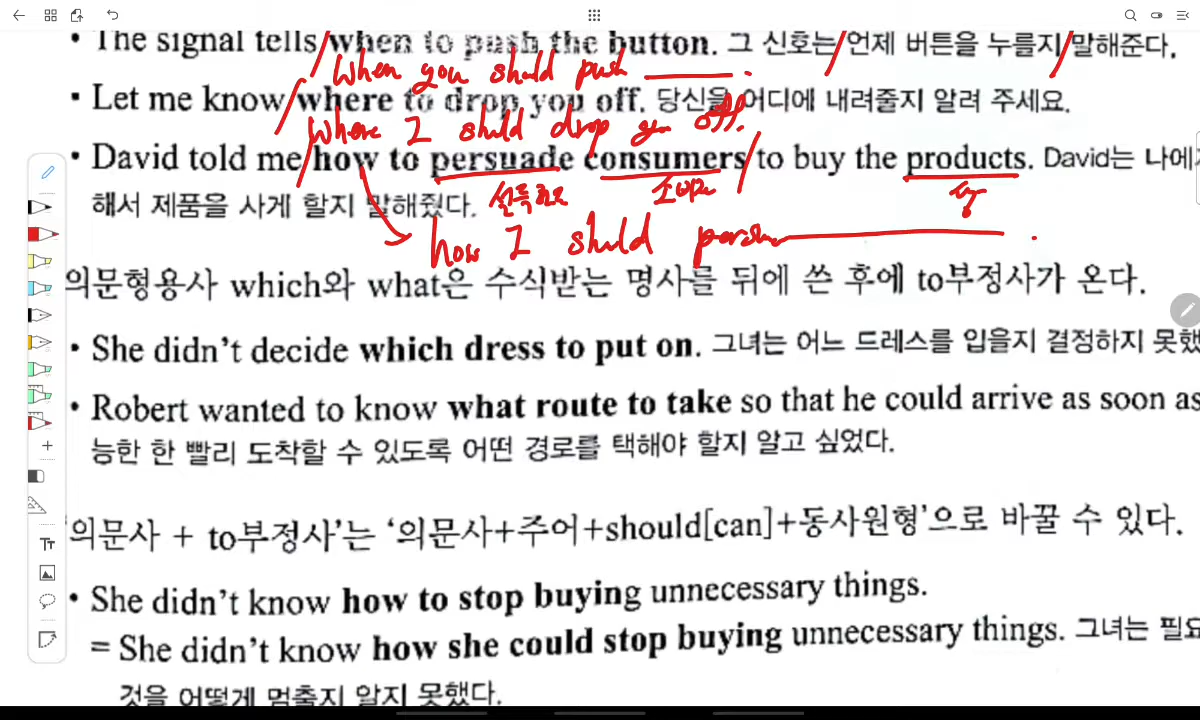 • The signal tells when to push the button. 그 신호는 언제 버튼을 누를지 말해준다.
when you should push
• Let me know where to drop you off. 당신을 어디에 내려줄지 알려 주세요.
where I should drop you off.
• David told me how to persuade consumers to buy the products. David는 나에게
설득하도록 소비자
해서 제품을 사게 할지 말해줬다.
how I should
의문형용사 which와 what은 수식받는 명사를 뒤에 쓴 후에 to부정사가 온다.
• She didn't decide which dress to put on. 그녀는 어느 드레스를 입을지 결정하지 못했
• Robert wanted to know what route to take so that he could arrive as soon as
능한 한 빨리 도착할 수 있도록 어떤 경로를 택해야 할지 알고 싶었다.
'의문사 + to부정사'는 '의문사+주어+should[can]+동사원형'으로 바꿀 수 있다.
• She didn't know how to stop buying unnecessary things.
= She didn't know how she could stop buying unnecessary things. 그녀는 필요
것을 어떻게 멈출지 알지 못했다.
TT